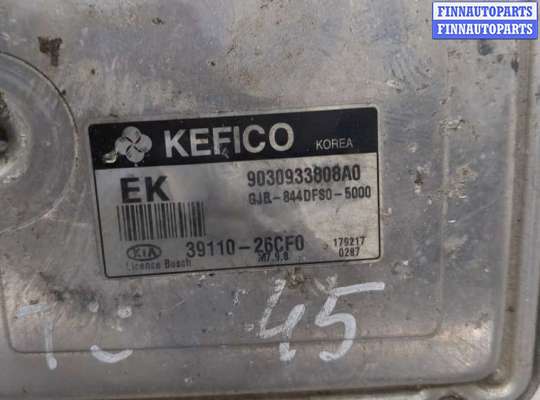 FINNAUTOPARTS
FINNAUTOPARTS
KEFICO KOREA
EK 9030933808A0
GJB-844DFS0-5000
KIA 39110-26CF0 179217
License Bosch M7.9.8 0287
45